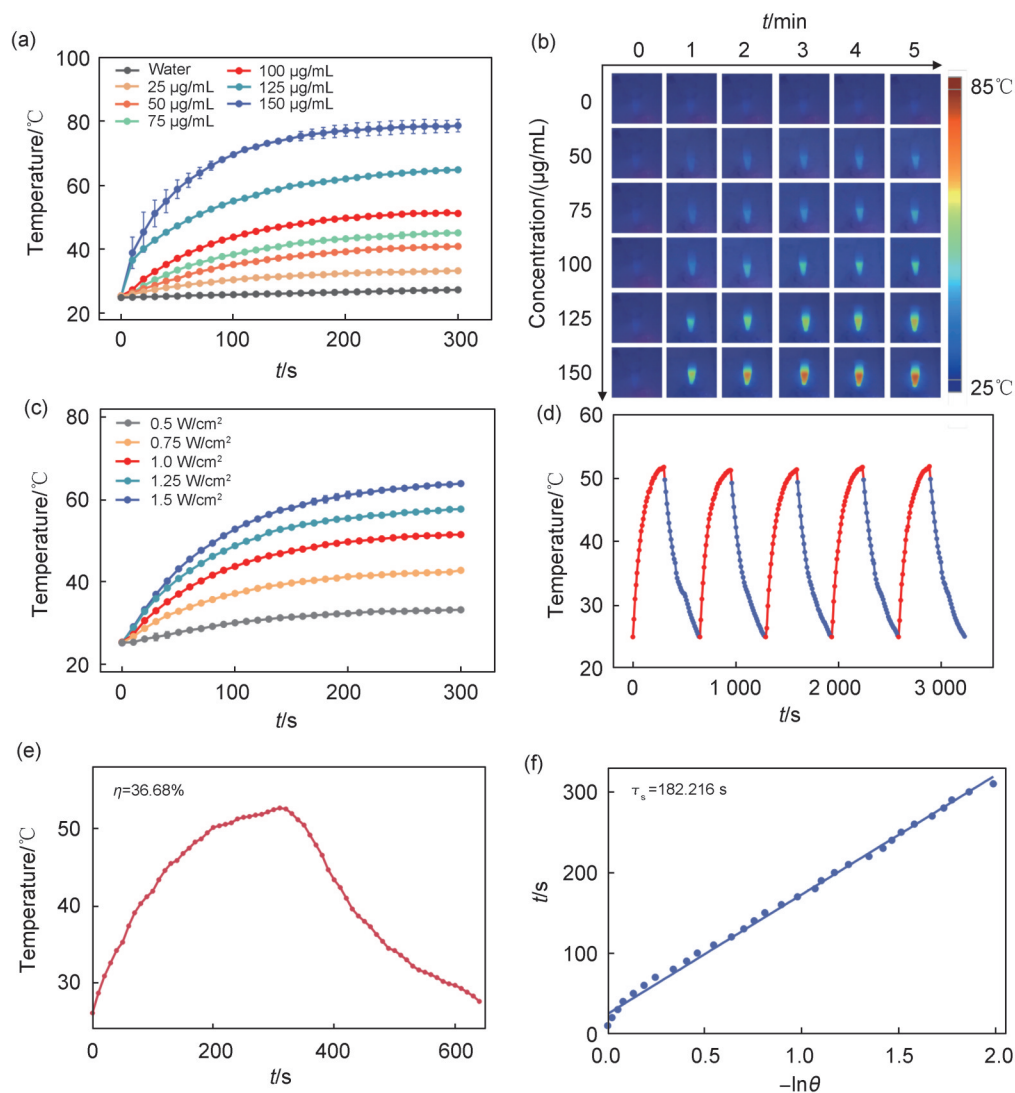 (a)
Temperature/℃
100
80
60
40
20
Water
25 μg/mL
50 μg/mL
75 μg/mL
100 μg/mL
125 μg/mL
150 μg/mL
0 100 200 300
t/s
(b)
t/min
0 1 2 3 4 5
Concentration/(μg/mL)
0
50
75
100
125
150
85℃
25℃
(c)
Temperature/℃
80
60
40
20
0.5 W/cm²
0.75 W/cm²
1.0 W/cm²
1.25 W/cm²
1.5 W/cm²
0 100 200 300
t/s
(d)
Temperature/℃
60
50
40
30
20
0 1 000 2 000 3 000
t/s
(e)
η=36.68%
Temperature/℃
50
40
30
0 200 400 600
t/s
(f)
τs=182.216 s
t/s
300
200
100
0
0.0 0.5 1.0 1.5 2.0
−lnθ